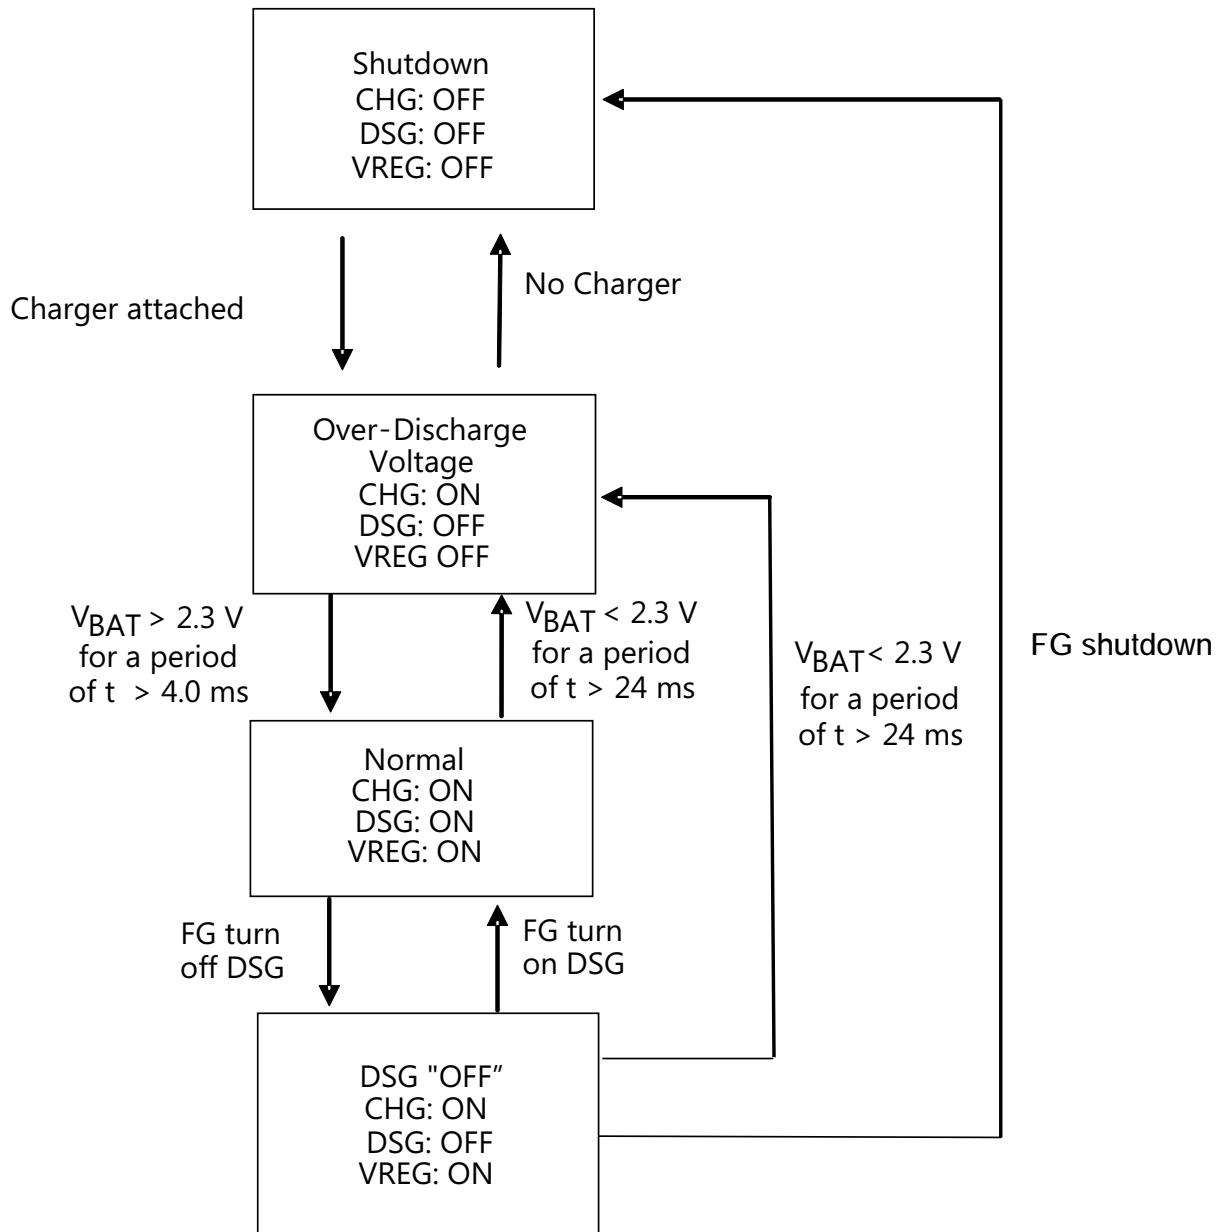 Shutdown
CHG: OFF
DSG: OFF
VREG: OFF
Charger attached
No Charger
Over-Discharge
Voltage
CHG: ON
DSG: OFF
VREG OFF
VBAT > 2.3 V
for a period
of t > 4.0 ms
VBAT < 2.3 V
for a period
of t > 24 ms
VBAT < 2.3 V
for a period
of t > 24 ms
FG shutdown
Normal
CHG: ON
DSG: ON
VREG: ON
FG turn
off DSG
FG turn
on DSG
DSG "OFF”
CHG: ON
DSG: OFF
VREG: ON